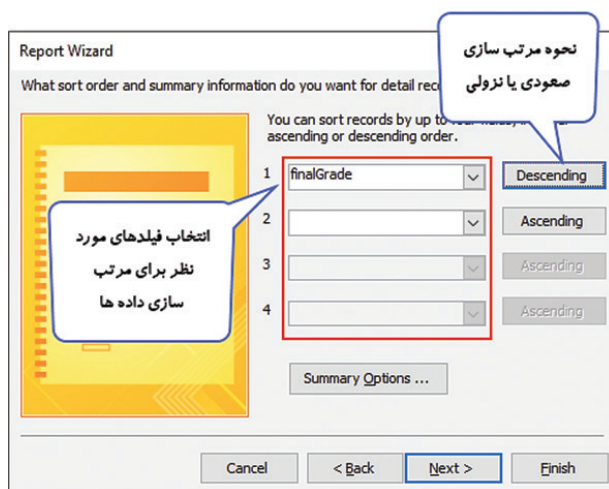 Report Wizard
نحوه مرتب سازی
صعودی یا نزولی
What sort order and summary information do you want for detail
You can sort records by up to
ascending or descending order.
1 finalGrade Descending
2 Ascending
3 Ascending
4 Ascending
انتخاب فیلدهای مورد
نظر برای مرتب
سازی داده ها
Summary Options ...
Cancel < Back Next > Finish